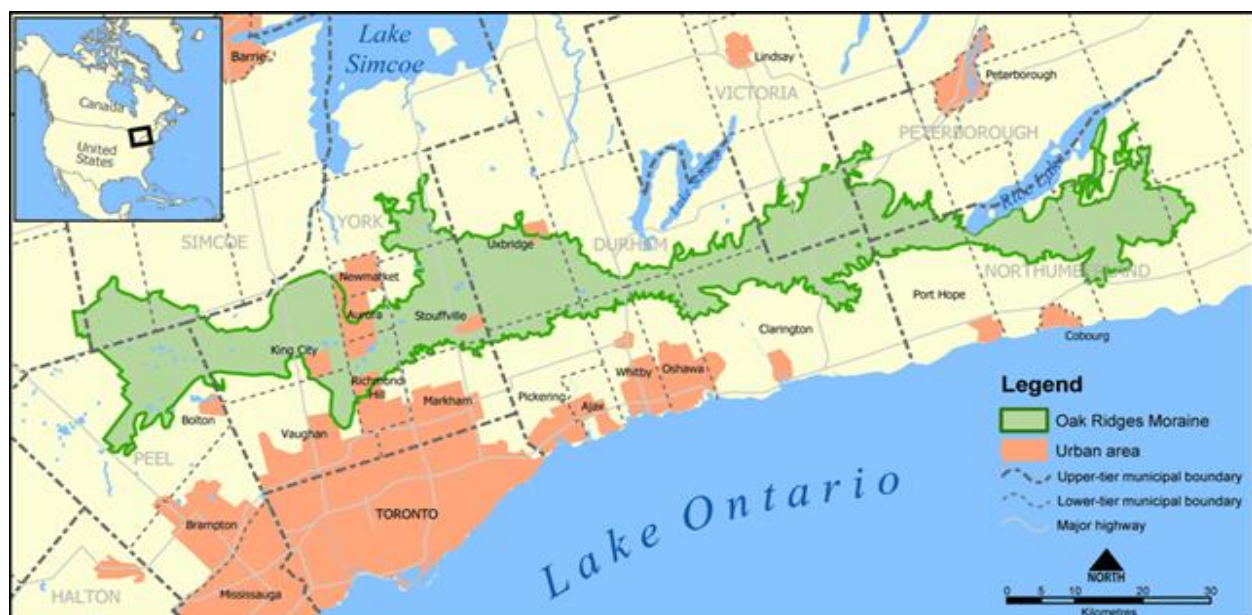 Canada
United
States
Barrie
Lake
Simcoe
Lindsay
VICTORIA
Peterborough
PETERBOROUGH
Rice Lake
SIMCOE
YORK
Uxbridge
DURHAM
Newmarket
Aurora
Stouffville
NORTHUMBERLAND
Port Hope
Cobourg
Clarington
King City
Richmond
Hill
Markham
Pickering
Ajax
Whitby
Oshawa
Bolton
Vaughan
PEEL
Brampton
TORONTO
Mississauga
HALTON
Lake Ontario
Legend
Oak Ridges Moraine
Urban area
Upper-tier municipal boundary
Lower-tier municipal boundary
Major highway
NORTH
0 5 10 20 30
Kilometres